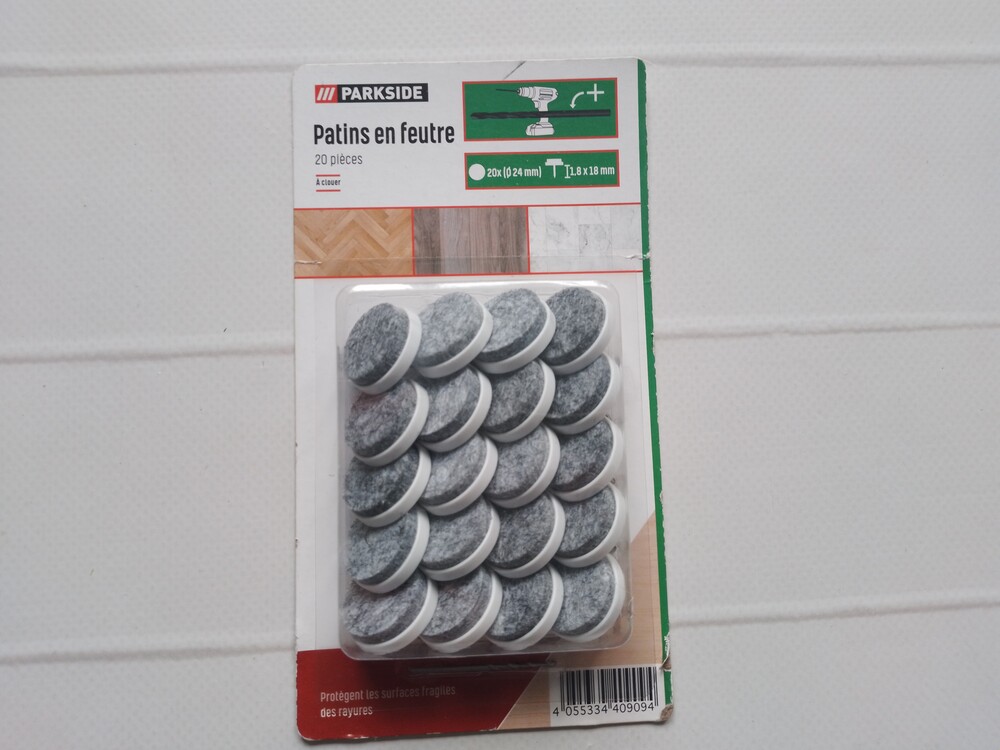 PARKSIDE
Patins en feutre
20 pièces
À clouer
20x (Ø 24 mm) 1,8 x 18 mm
Protègent les surfaces fragiles
des rayures
4 055334 409094